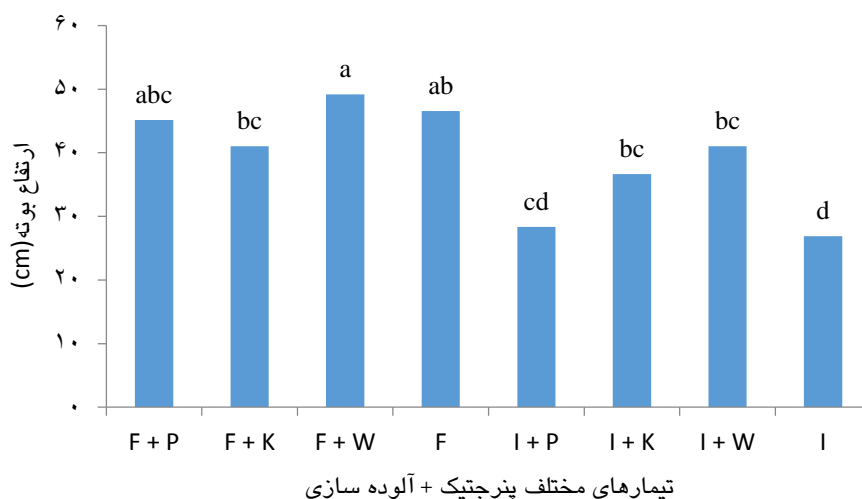 ارتفاع بوته(cm)
۶۰
۵۰
۴۰
۳۰
۲۰
۱۰
۰
abc
bc
a
ab
cd
bc
bc
d
F + P
F + K
F + W
F
I + P
I + K
I + W
I
تیمارهای مختلف پنرجتیک + آلوده سازی